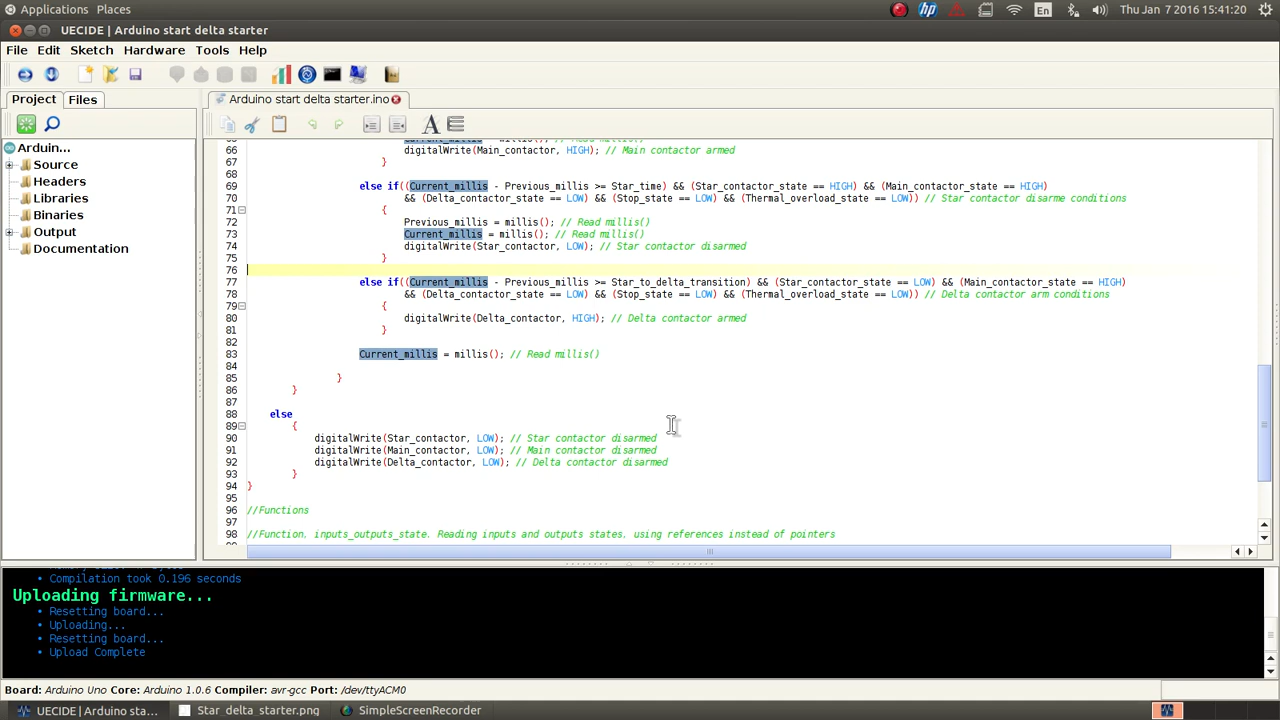 Applications Places
En
Thu Jan 7 2016 15:41:20
UECIDE | Arduino start delta starter
File Edit Sketch Hardware Tools Help
Project Files
Arduino start delta starter.ino
Arduin...
Source
Headers
Libraries
Binaries
Output
Documentation
66 digitalWrite(Main_contactor, HIGH); // Main contactor armed
67 }
68
69 else if((Current_millis - Previous_millis >= Star_time) && (Star_contactor_state == HIGH) && (Main_contactor_state == HIGH)
70 && (Delta_contactor_state == LOW) && (Stop_state == LOW) && (Thermal_overload_state == LOW)) // Star contactor disarme conditions
71 {
72 Previous_millis = millis(); // Read millis()
73 Current_millis = millis(); // Read millis()
74 digitalWrite(Star_contactor, LOW); // Star contactor disarmed
75 }
76
77 else if((Current_millis - Previous_millis >= Star_to_delta_transition) && (Star_contactor_state == LOW) && (Main_contactor_state == HIGH)
78 && (Delta_contactor_state == LOW) && (Stop_state == LOW) && (Thermal_overload_state == LOW)) // Delta contactor arm conditions
79 {
80 digitalWrite(Delta_contactor, HIGH); // Delta contactor armed
81 }
82
83 Current_millis = millis(); // Read millis()
84
85 }
86 }
87
88 else
89 {
90 digitalWrite(Star_contactor, LOW); // Star contactor disarmed
91 digitalWrite(Main_contactor, LOW); // Main contactor disarmed
92 digitalWrite(Delta_contactor, LOW); // Delta contactor disarmed
93 }
94 }
95
96 //Functions
97
98 //Function, inputs_outputs_state. Reading inputs and outputs states, using references instead of pointers
• Compilation took 0.196 seconds
Uploading firmware...
• Resetting board...
• Uploading...
• Resetting board...
• Upload Complete
Board: Arduino Uno Core: Arduino 1.0.6 Compiler: avr-gcc Port: /dev/ttyACM0
UECIDE | Arduino sta...
Star_delta_starter.png
SimpleScreenRecorder